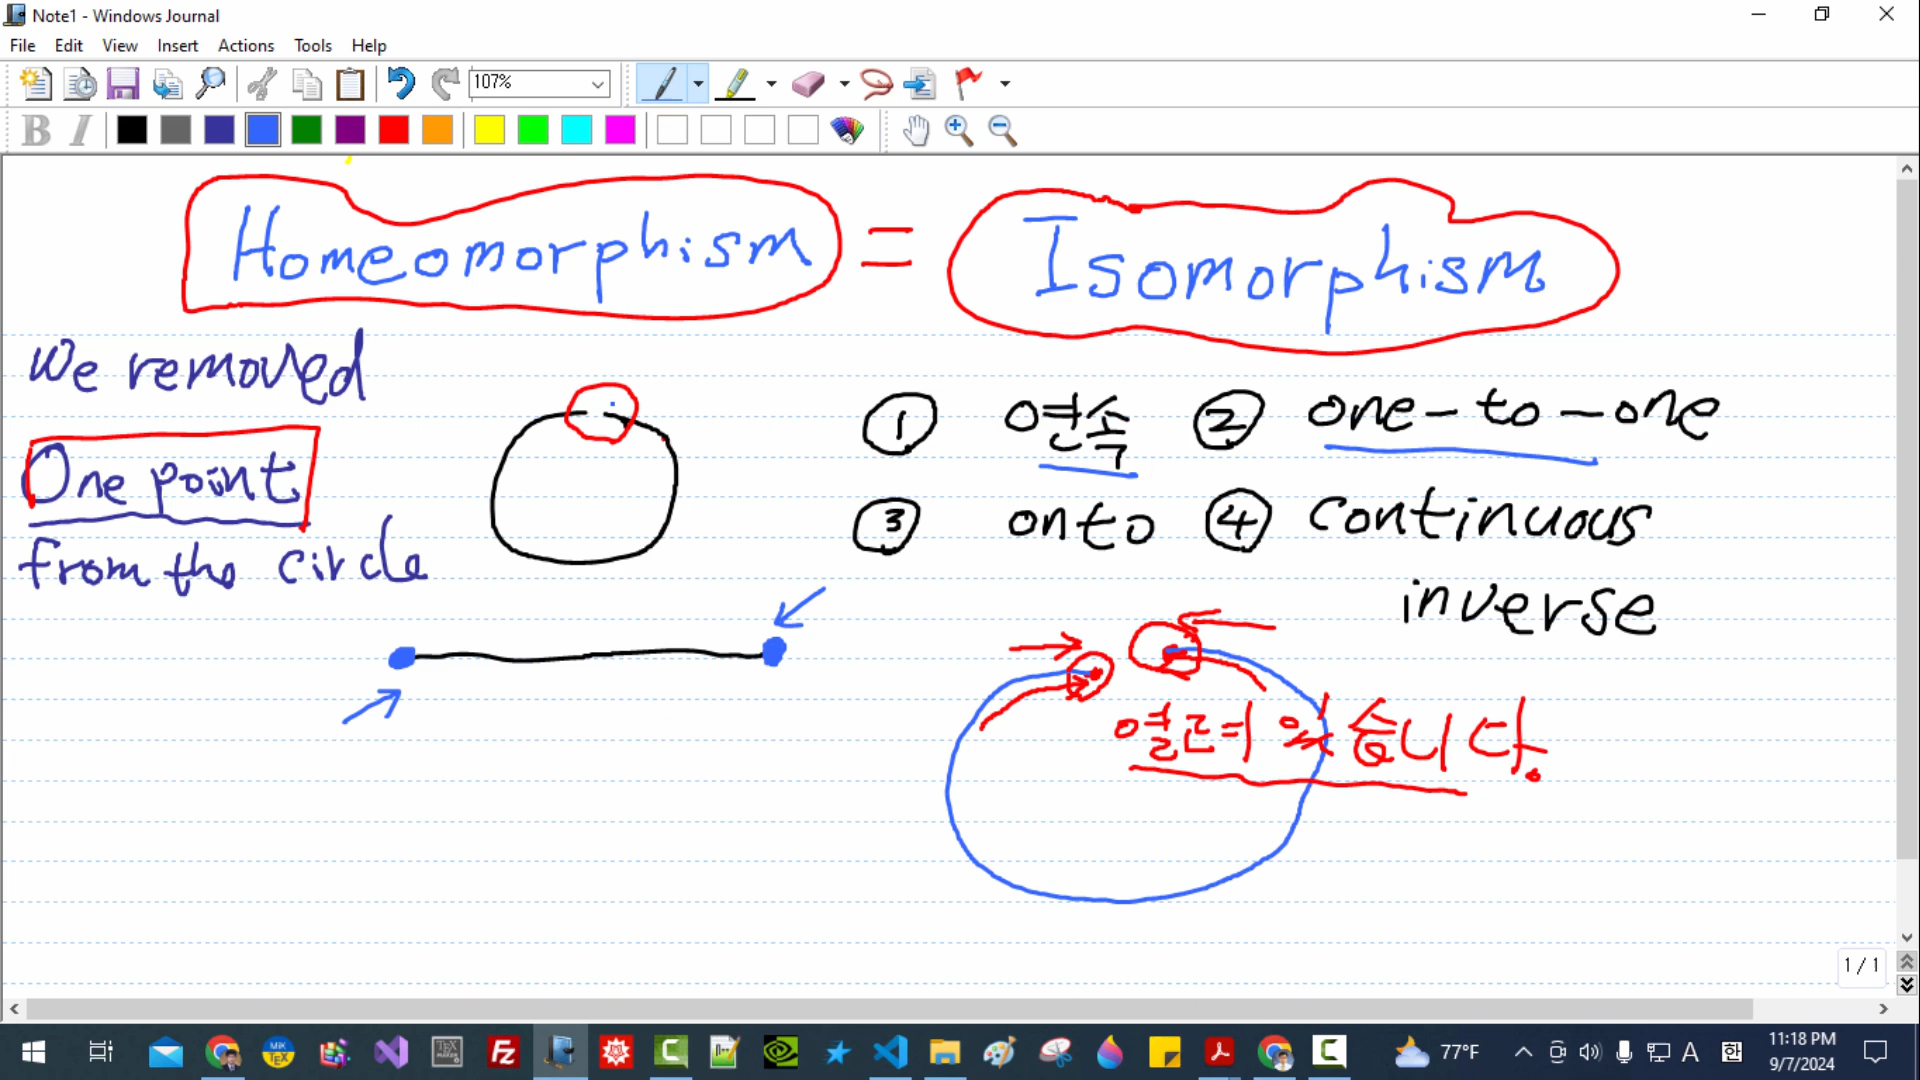 Note1 - Windows Journal
File Edit View Insert Actions Tools Help
107%
B I
Homeomorphism = Isomorphism
We removed
One point
from the circle
① 연속 ② one-to-one
③ onto ④ continuous
inverse
열려 있습니다.
1 / 1
77°F
A 한
11:18 PM
9/7/2024